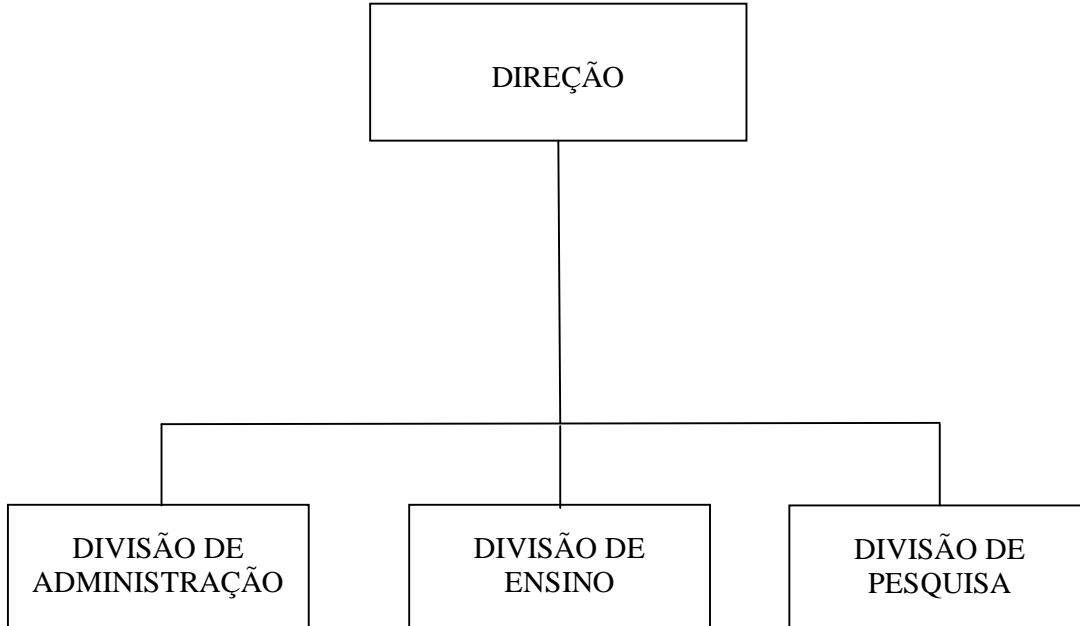 DIREÇÃO
DIVISÃO DE
ADMINISTRAÇÃO
DIVISÃO DE
ENSINO
DIVISÃO DE
PESQUISA